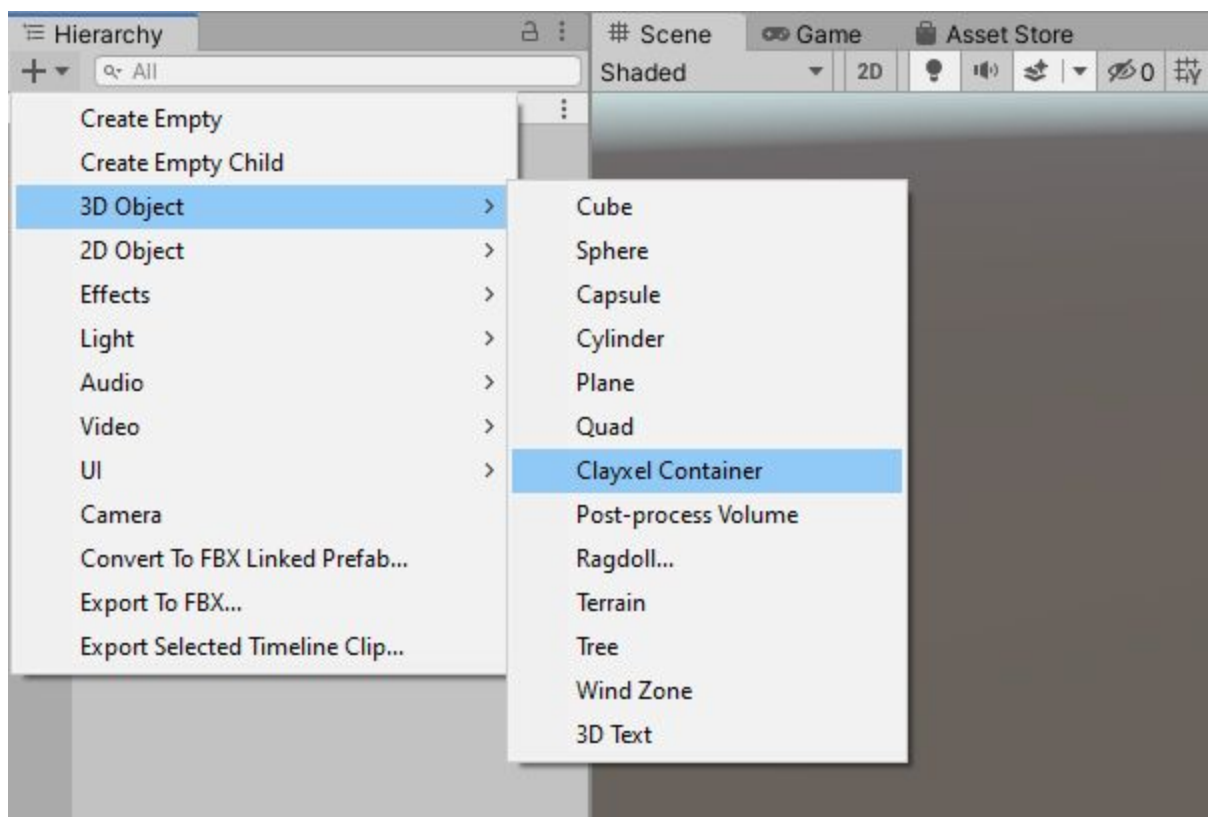 Hierarchy
All
Create Empty
Create Empty Child
3D Object
2D Object
Effects
Light
Audio
Video
UI
Camera
Convert To FBX Linked Prefab...
Export To FBX...
Export Selected Timeline Clip...
Scene
Game
Asset Store
Shaded
2D
0
Cube
Sphere
Capsule
Cylinder
Plane
Quad
Clayxel Container
Post-process Volume
Ragdoll...
Terrain
Tree
Wind Zone
3D Text